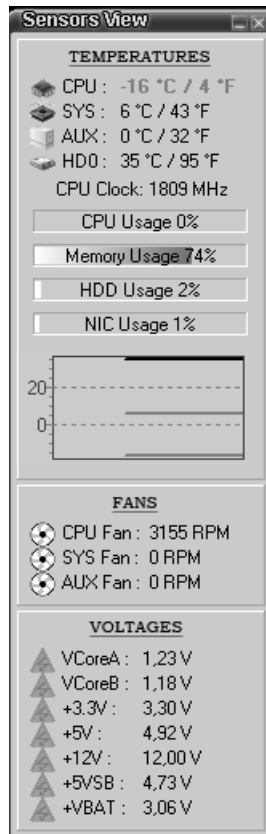 Sensors View
TEMPERATURES
CPU : -16 °C / 4 °F
SYS : 6 °C / 43 °F
AUX : 0 °C / 32 °F
HD0 : 35 °C / 95 °F
CPU Clock: 1809 MHz
CPU Usage 0%
Memory Usage 74%
HDD Usage 2%
NIC Usage 1%
20
0
FANS
CPU Fan : 3155 RPM
SYS Fan : 0 RPM
AUX Fan : 0 RPM
VOLTAGES
VCoreA : 1,23 V
VCoreB : 1,18 V
+3.3V : 3,30 V
+5V : 4,92 V
+12V : 12,00 V
+5VSB : 4,73 V
+VBAT : 3,06 V